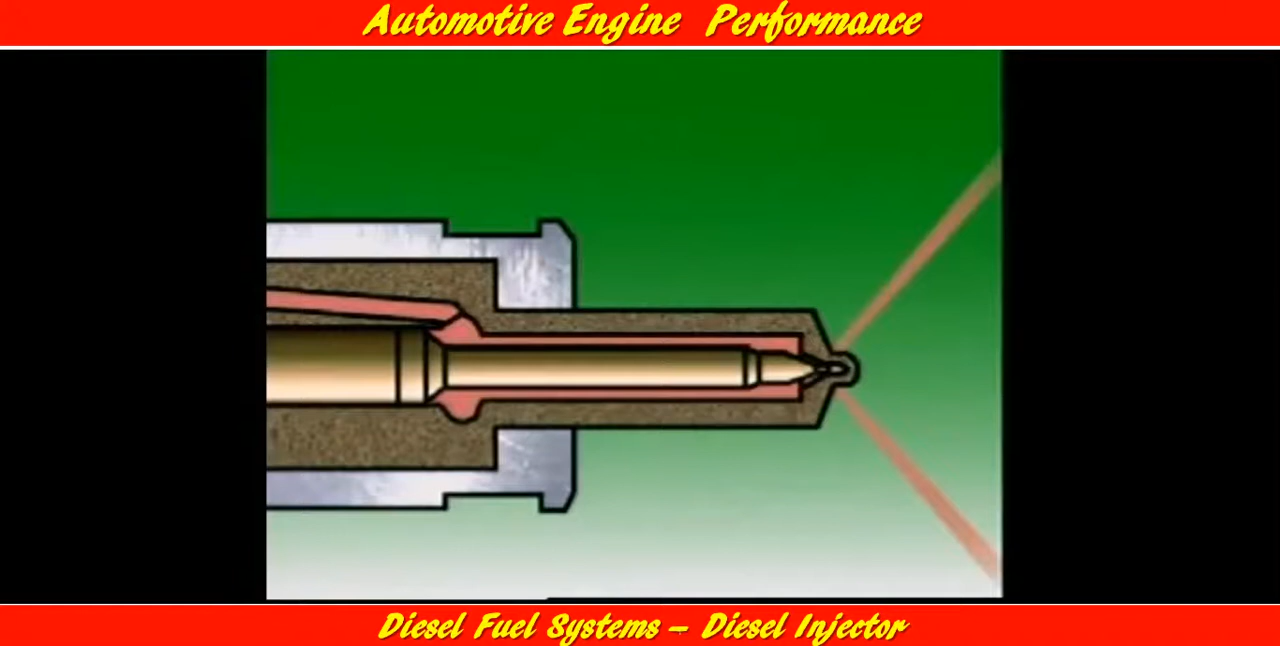 Automotive Engine Performance
Diesel Fuel Systems – Diesel Injector